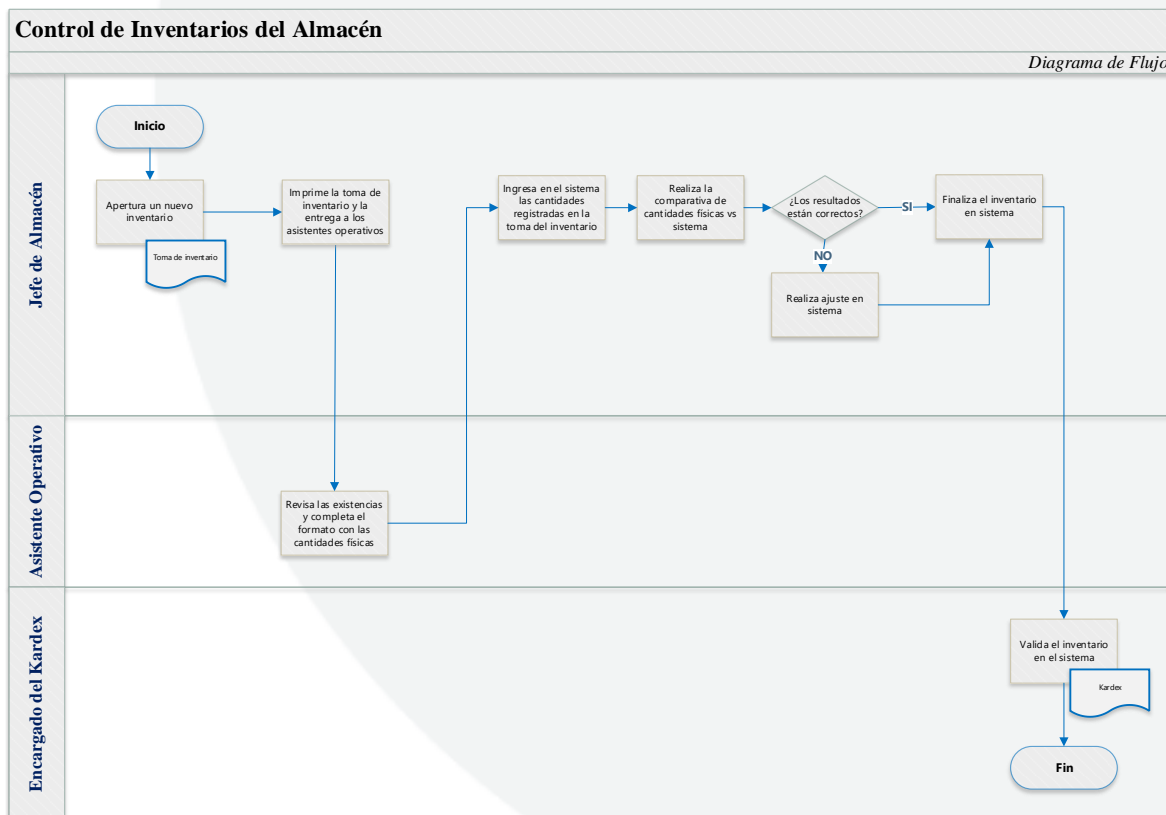 Control de Inventarios del Almacén
Diagrama de Flujo
Jefe de Almacén
Inicio
Apertura un nuevo
inventario
Toma de inventario
Imprime la toma de
inventario y la
entrega a los
asistentes operativos
Ingresa en el sistema
las cantidades
registradas en la
toma del inventario
Realiza la
comparativa de
cantidades físicas vs
sistema
¿Los resultados
están correctos?
SI
NO
Finaliza el inventario
en sistema
Realiza ajuste en
sistema
Asistente Operativo
Revisa las existencias
y completa el
formato con las
cantidades físicas
Encargado del Kardex
Valida el inventario
en el sistema
Kardex
Fin